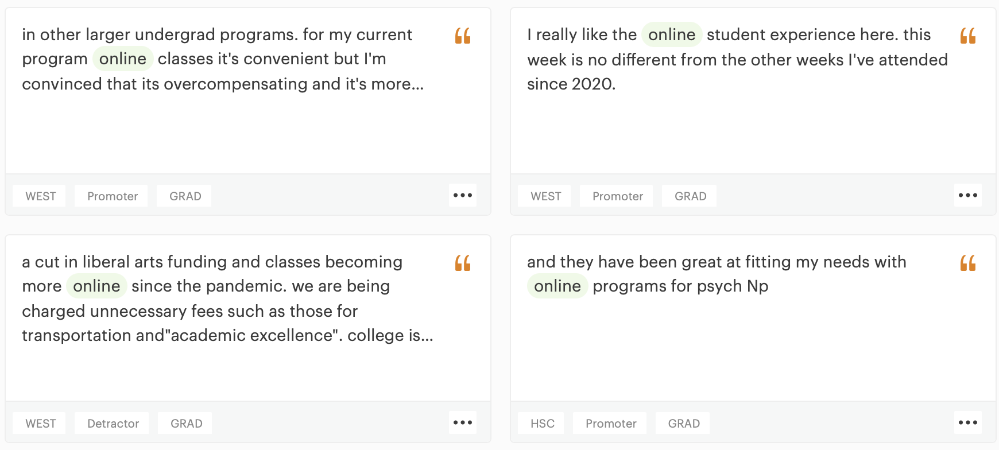 in other larger undergrad programs. for my current
program online classes it's convenient but I'm
convinced that its overcompensating and it's more...
WEST Promoter GRAD
I really like the online student experience here. this
week is no different from the other weeks I've attended
since 2020.
WEST Promoter GRAD
a cut in liberal arts funding and classes becoming
more online since the pandemic. we are being
charged unnecessary fees such as those for
transportation and"academic excellence". college is...
WEST Detractor GRAD
and they have been great at fitting my needs with
online programs for psych Np
HSC Promoter GRAD